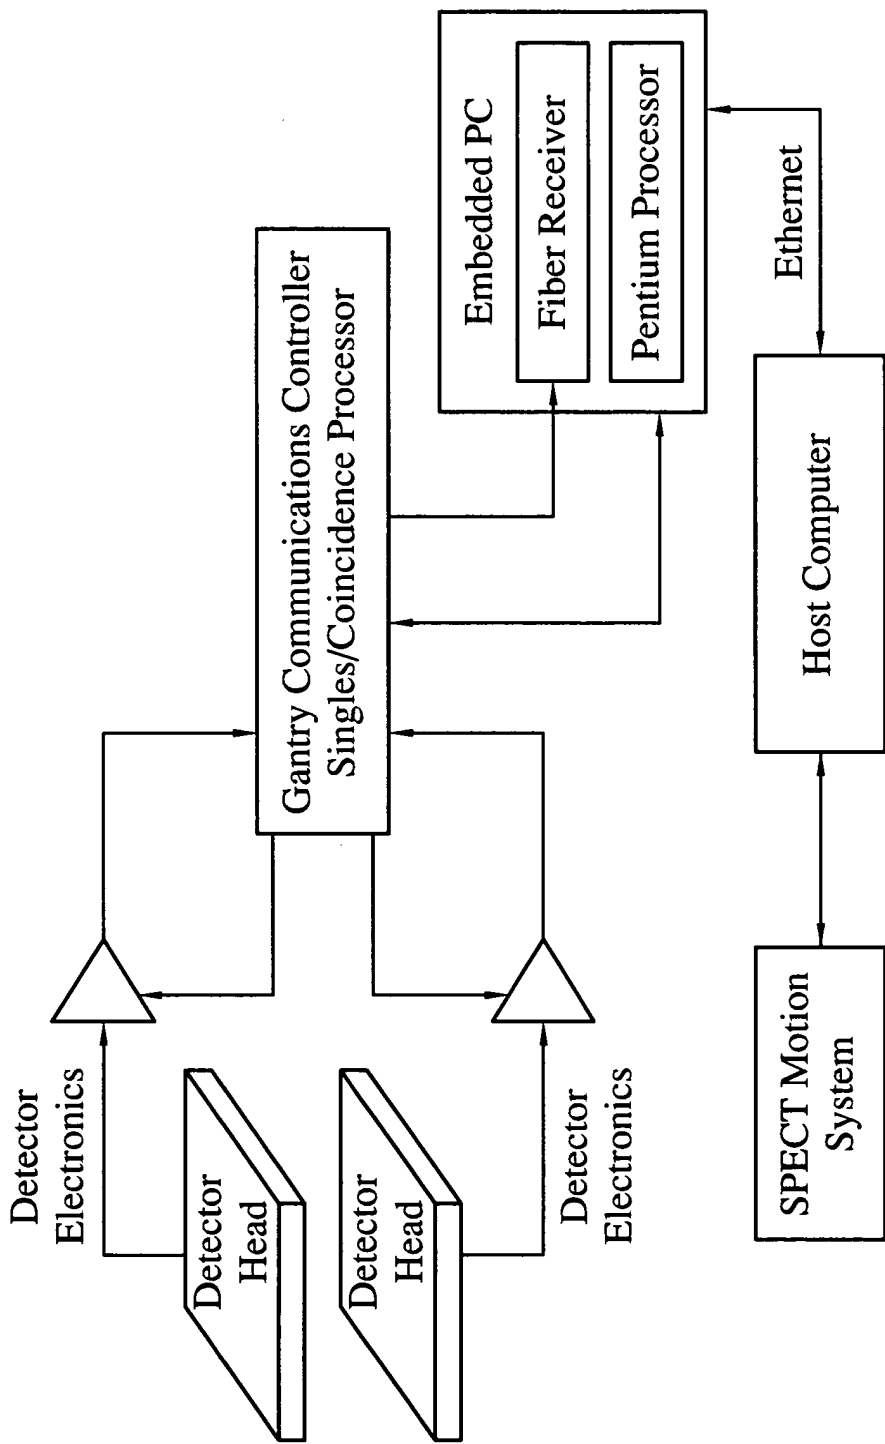 Detector
Electronics
Detector
Head
Detector
Head
Detector
Electronics
Gantry Communications Controller
Singles/Coincidence Processor
Embedded PC
Fiber Receiver
Pentium Processor
Ethernet
Host Computer
SPECT Motion
System